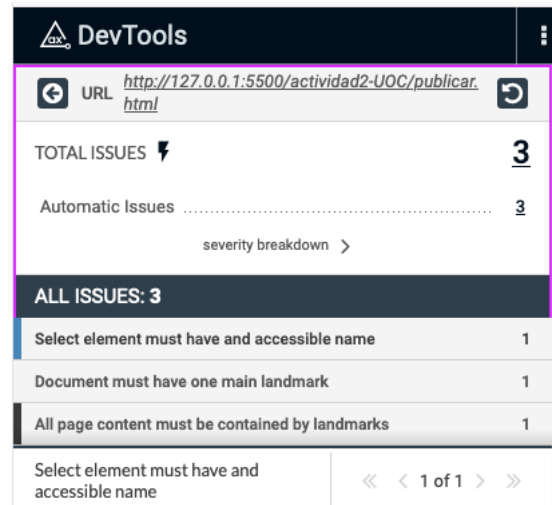 ax DevTools
URL http://127.0.0.1:5500/actividad2-UOC/publicar.
html
TOTAL ISSUES 3
Automatic Issues 3
severity breakdown
ALL ISSUES: 3
Select element must have and accessible name 1
Document must have one main landmark 1
All page content must be contained by landmarks 1
Select element must have and
accessible name
1 of 1